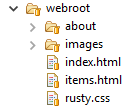 webroot
about
images
index.html
items.html
rusty.css